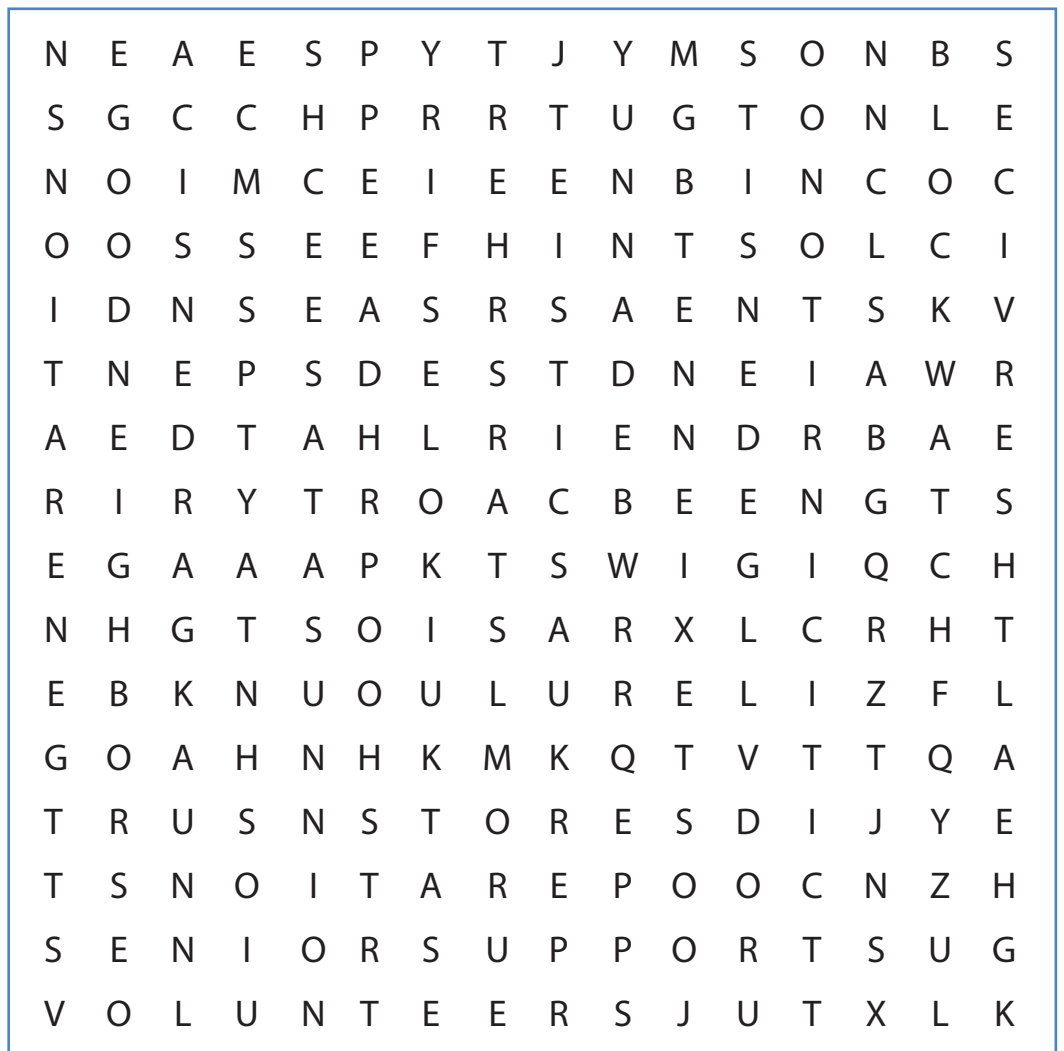 N E A E S P Y T J Y M S O N B S
S G C C H P R R T U G T O N L E
N O I M C E I E E N B I N C O C
O O S S E E F H I N T S O L C I
I D N S E A S R S A E N T S K V
T N E P S D E S T D N E I A W R
A E D T A H L R I E N D R B A E
R I R Y T R O A C B E E N G T S
E G A A A P K T S W I G I Q C H
N H G T S O I S A R X L C R H T
E B K N U O U L U R E L I Z F L
G O A H N H K M K Q T V T T Q A
T R U S N S T O R E S D I J Y E
T S N O I T A R E P O O C N Z H
S E N I O R S U P P O R T S U G
V O L U N T E E R S J U T X L K